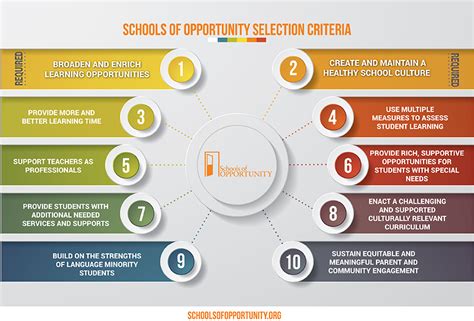 SCHOOLS OF OPPORTUNITY SELECTION CRITERIA
REQUIRED
BROADEN AND ENRICH
LEARNING OPPORTUNITIES
1
2
CREATE AND MAINTAIN A
HEALTHY SCHOOL CULTURE
REQUIRED
PROVIDE MORE AND
BETTER LEARNING TIME
3
4
USE MULTIPLE
MEASURES TO ASSESS
STUDENT LEARNING
SUPPORT TEACHERS AS
PROFESSIONALS
5
Schools of
OPPORTUNITY
6
PROVIDE RICH, SUPPORTIVE
OPPORTUNITIES FOR
STUDENTS WITH
SPECIAL NEEDS
PROVIDE STUDENTS WITH
ADDITIONAL NEEDED
SERVICES AND SUPPORTS
7
8
ENACT A CHALLENGING
AND SUPPORTED
CULTURALLY RELEVANT
CURRICULUM
BUILD ON THE STRENGTHS
OF LANGUAGE MINORITY
STUDENTS
9
10
SUSTAIN EQUITABLE AND
MEANINGFUL PARENT AND
COMMUNITY ENGAGEMENT
SCHOOLSOFOPPORTUNITY.ORG